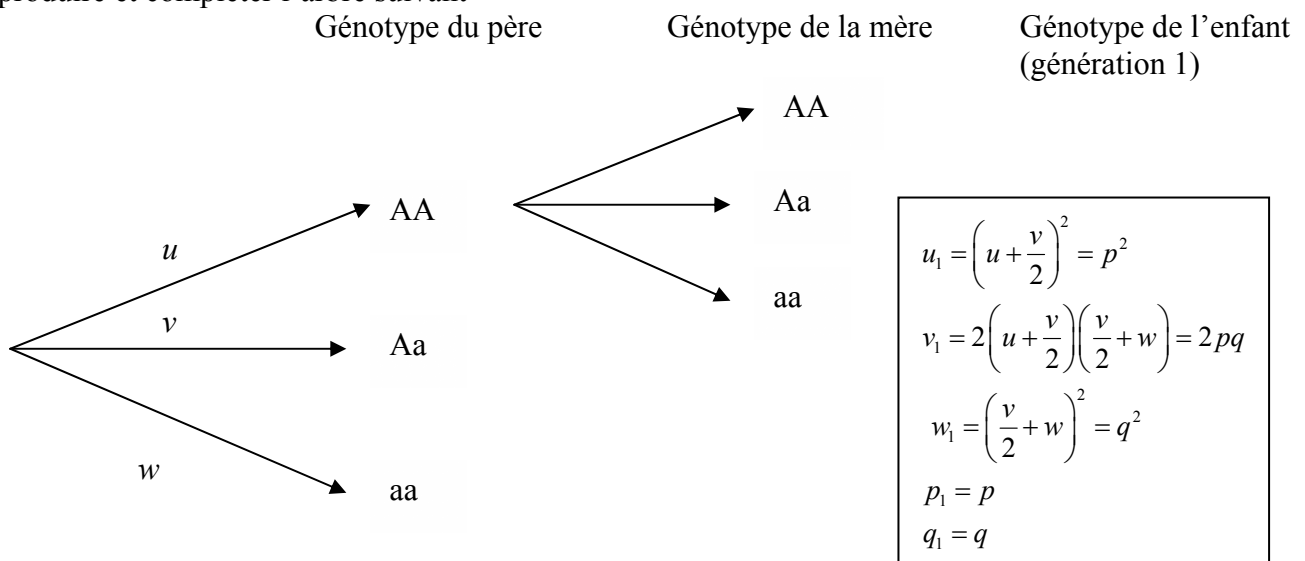 Génotype du père Génotype de la mère Génotype de l'enfant
(génération 1)
AA
AA
Aa
aa
u
v
Aa
w
aa
u₁ = (u + v/2)² = p²
v₁ = 2(u + v/2)(v/2 + w) = 2pq
w₁ = (v/2 + w)² = q²
p₁ = p
q₁ = q